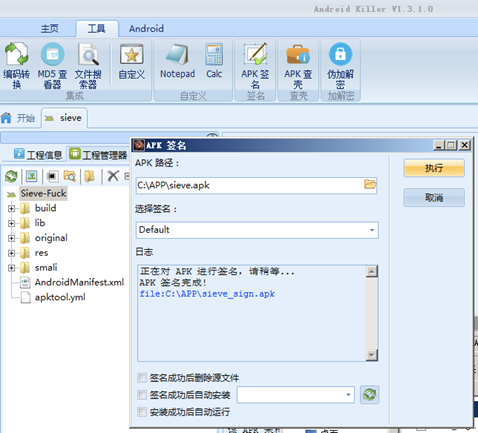 Android Killer V1.3.1.0
主页 工具 Android
编码转换 MD5 查看器 文件搜索器 自定义 Notepad Calc APK 签名 APK 查壳 伪加解密
集成 自定义 签名 查壳 加解密
开始 sieve
工程信息 工程管理器
APK 签名
APK 路径：
执行
C:\APP\sieve.apk
取消
Sieve-Fuck
build
lib
original
res
smali
AndroidManifest.xml
apktool.yml
选择签名：
Default
日志
正在对 APK 进行签名，请稍等...
APK 签名完成!
file:C:\APP\sieve_sign.apk
签名成功后删除源文件
签名成功后自动安装
安装成功后自动运行